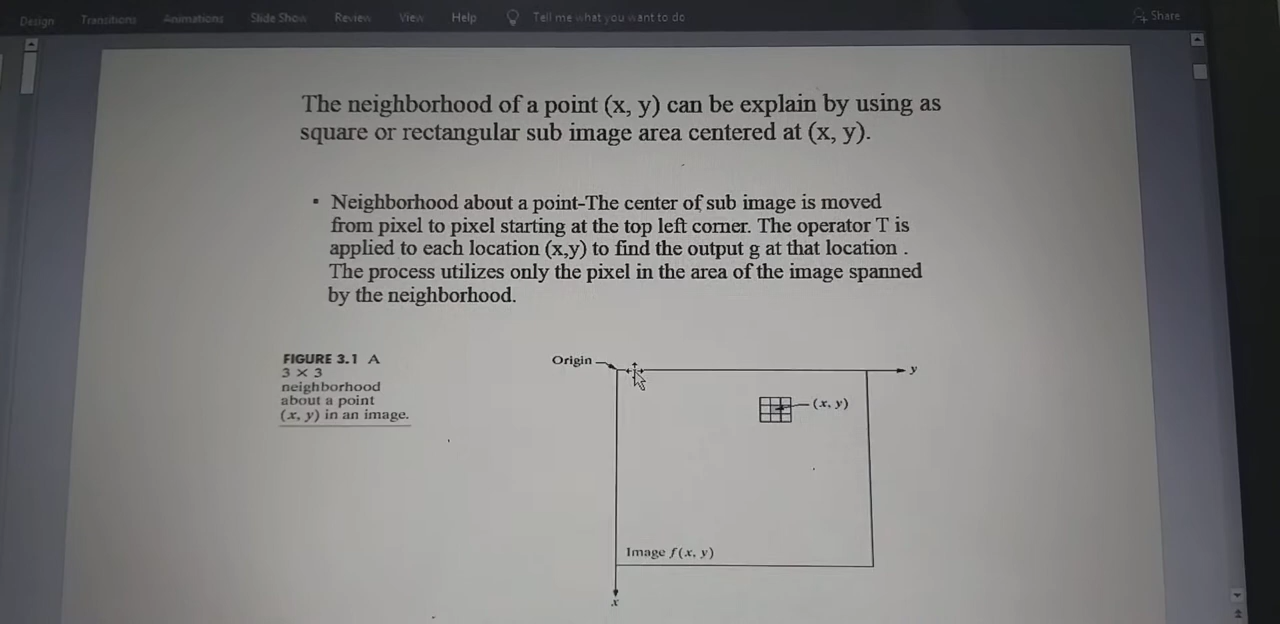 Design Transitions Animations Slide Show Review View Help Tell me what you want to do Share
The neighborhood of a point (x, y) can be explain by using as
square or rectangular sub image area centered at (x, y).
▪ Neighborhood about a point-The center of sub image is moved
from pixel to pixel starting at the top left corner. The operator T is
applied to each location (x,y) to find the output g at that location .
The process utilizes only the pixel in the area of the image spanned
by the neighborhood.
FIGURE 3.1 A
3 × 3
neighborhood
about a point
(x, y) in an image.
Origin
y
(x, y)
Image f(x, y)
x